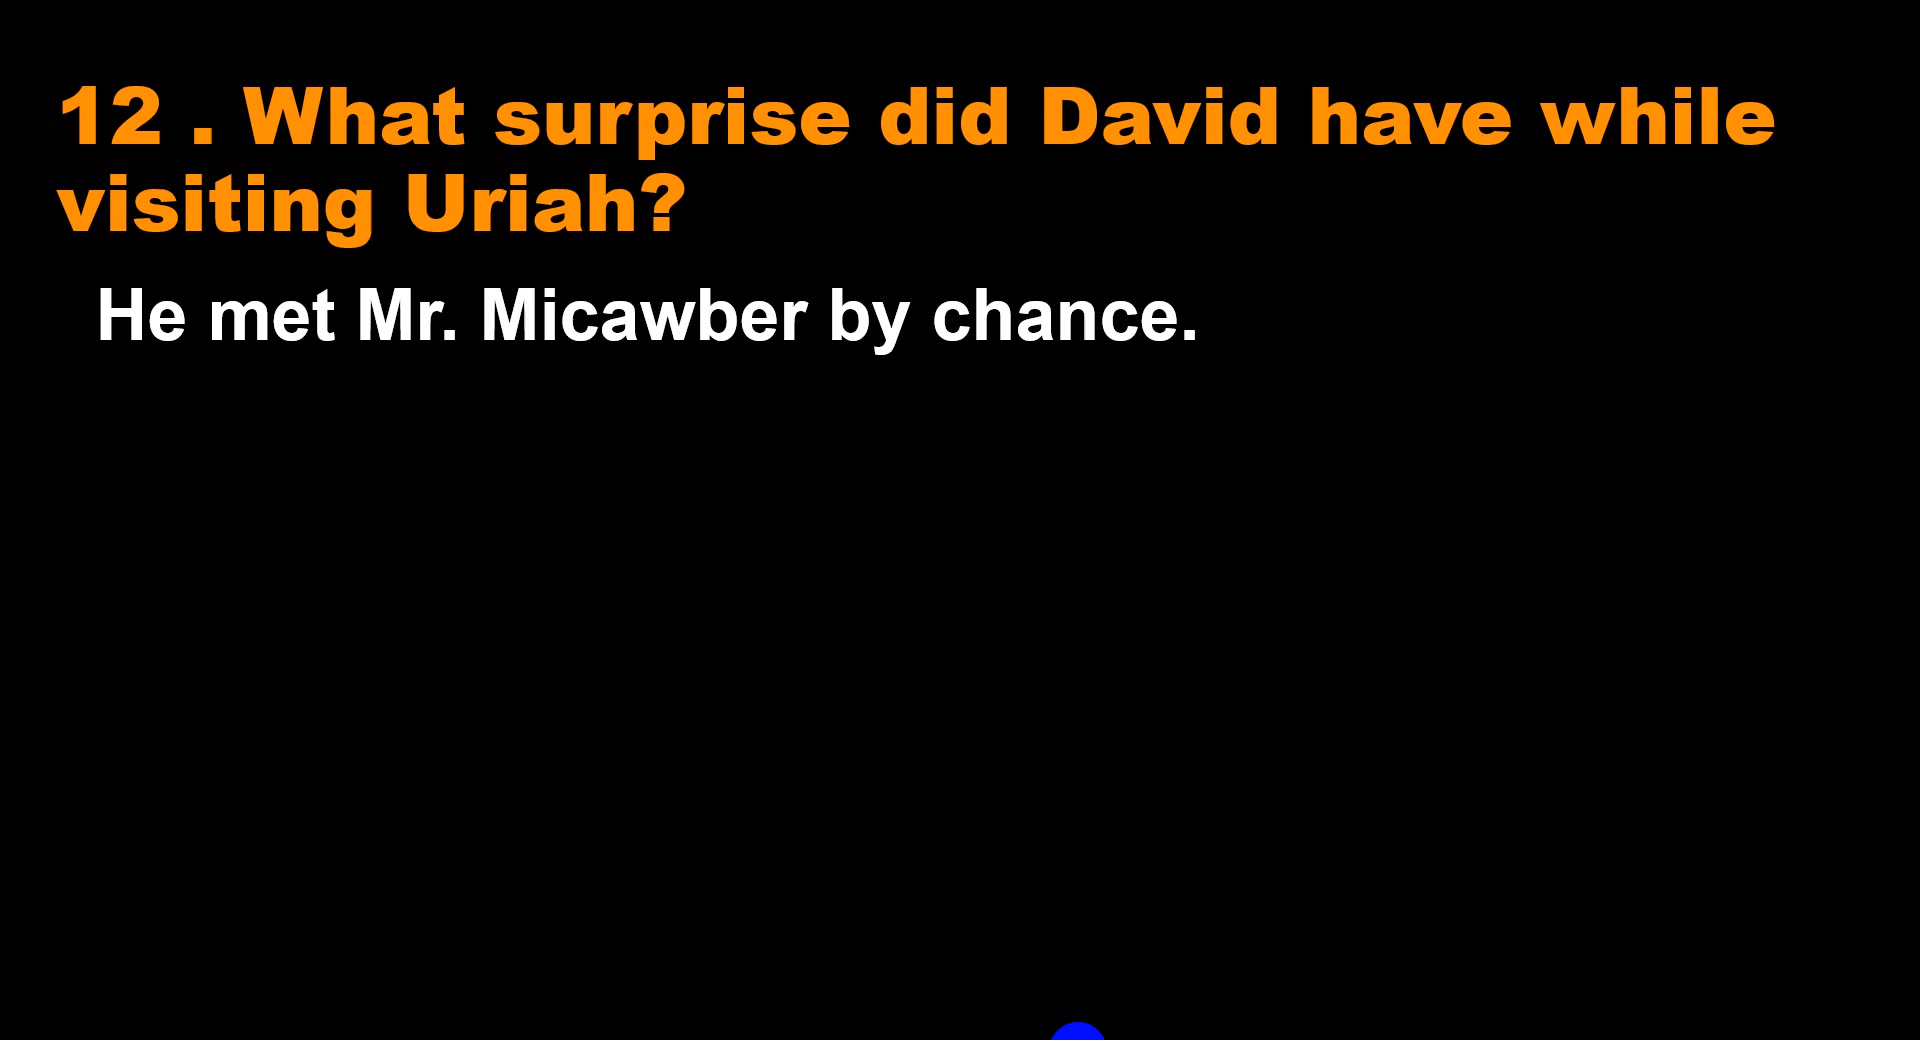 12 . What surprise did David have while
visiting Uriah?
He met Mr. Micawber by chance.